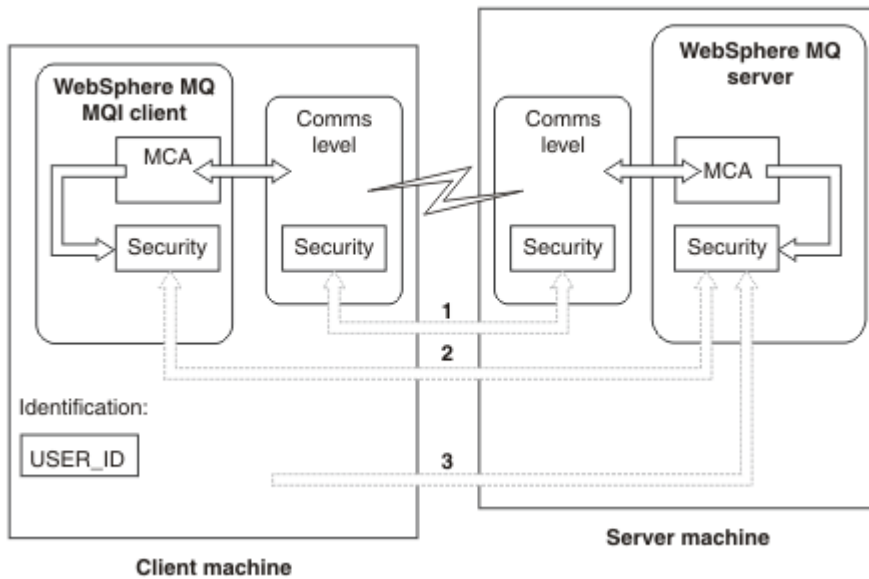 WebSphere MQ
MQI client
MCA
Security
Comms
level
Security
Comms
level
Security
WebSphere MQ
server
MCA
Security
1
2
3
Identification:
USER_ID
Client machine
Server machine